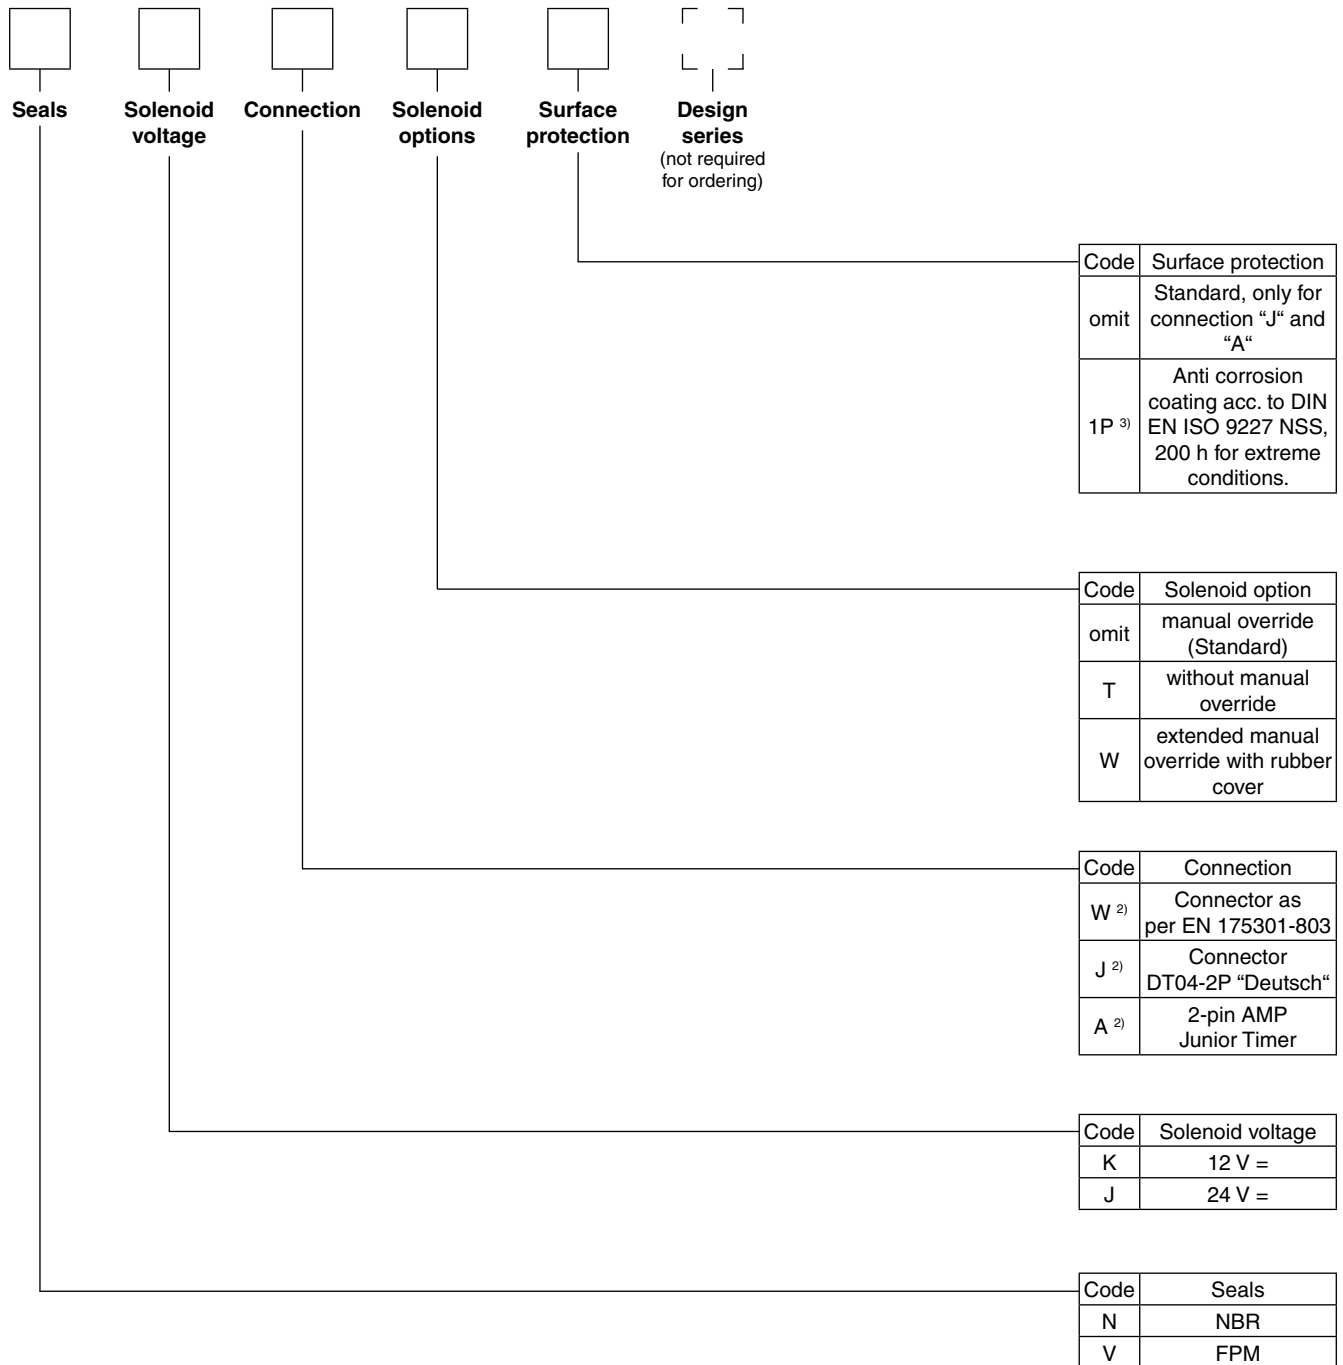 Seals
Solenoid
voltage
Connection
Solenoid
options
Surface
protection
Design
series
(not required
for ordering)
Code Surface protection
omit Standard, only for
connection “J“ and
“A“
1P 3) Anti corrosion
coating acc. to DIN
EN ISO 9227 NSS,
200 h for extreme
conditions.
Code Solenoid option
omit manual override
(Standard)
T without manual
override
W extended manual
override with rubber
cover
Code Connection
W 2) Connector as
per EN 175301-803
J 2) Connector
DT04-2P “Deutsch“
A 2) 2-pin AMP
Junior Timer
Code Solenoid voltage
K 12 V =
J 24 V =
Code Seals
N NBR
V FPM